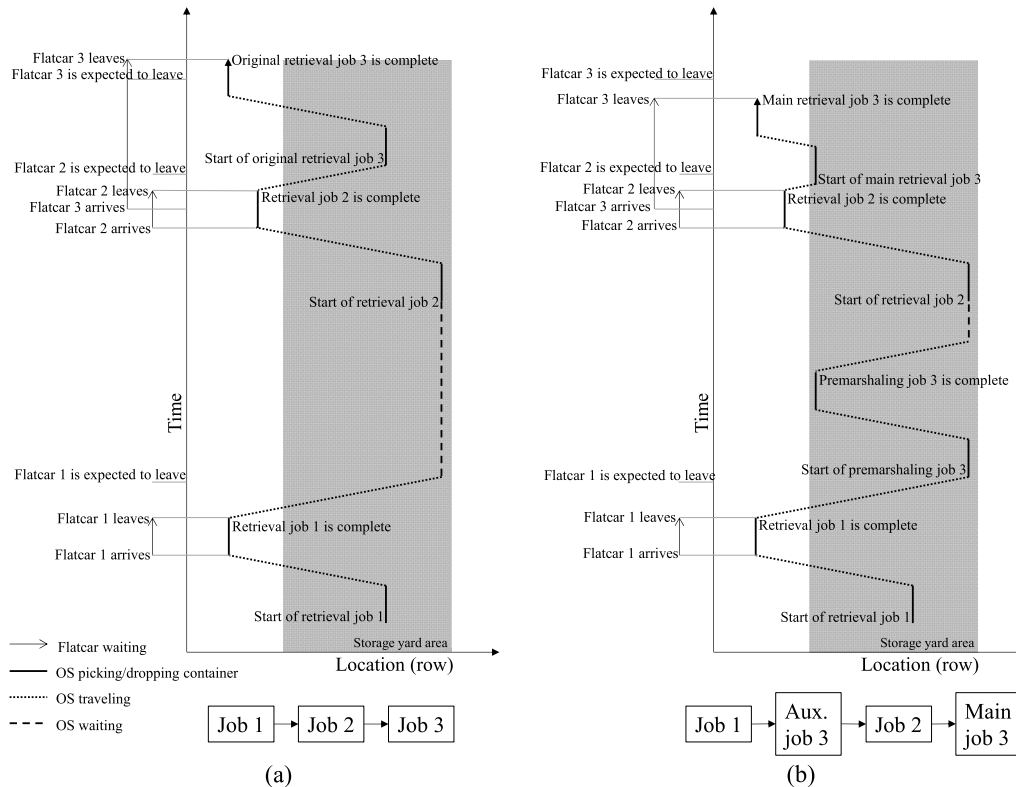 Flatcar 3 leaves
Original retrieval job 3 is complete
Flatcar 3 is expected to leave
Start of original retrieval job 3
Flatcar 2 is expected to leave
Flatcar 2 leaves
Retrieval job 2 is complete
Flatcar 3 arrives
Flatcar 2 arrives
Start of retrieval job 2
Time
Flatcar 1 is expected to leave
Flatcar 1 leaves
Retrieval job 1 is complete
Flatcar 1 arrives
Start of retrieval job 1
Storage yard area
Location (row)
Flatcar waiting
OS picking/dropping container
OS traveling
OS waiting
Job 1
Job 2
Job 3
(a)
Flatcar 3 is expected to leave
Flatcar 3 leaves
Main retrieval job 3 is complete
Flatcar 2 is expected to leave
Start of main retrieval job 3
Flatcar 2 leaves
Retrieval job 2 is complete
Flatcar 3 arrives
Flatcar 2 arrives
Start of retrieval job 2
Premarshaling job 3 is complete
Time
Start of premarshaling job 3
Flatcar 1 is expected to leave
Flatcar 1 leaves
Retrieval job 1 is complete
Flatcar 1 arrives
Start of retrieval job 1
Storage yard area
Location (row)
Job 1
Aux.
job 3
Job 2
Main
job 3
(b)